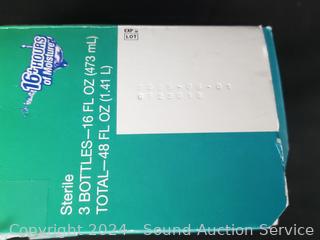 16+HOURS
of Moisture
Sterile
3 BOTTLES—16 FL OZ (473 mL)
TOTAL—48 FL OZ (1.41 L)
EXP
LOT
Copyright 2024 - Sound Auction Service